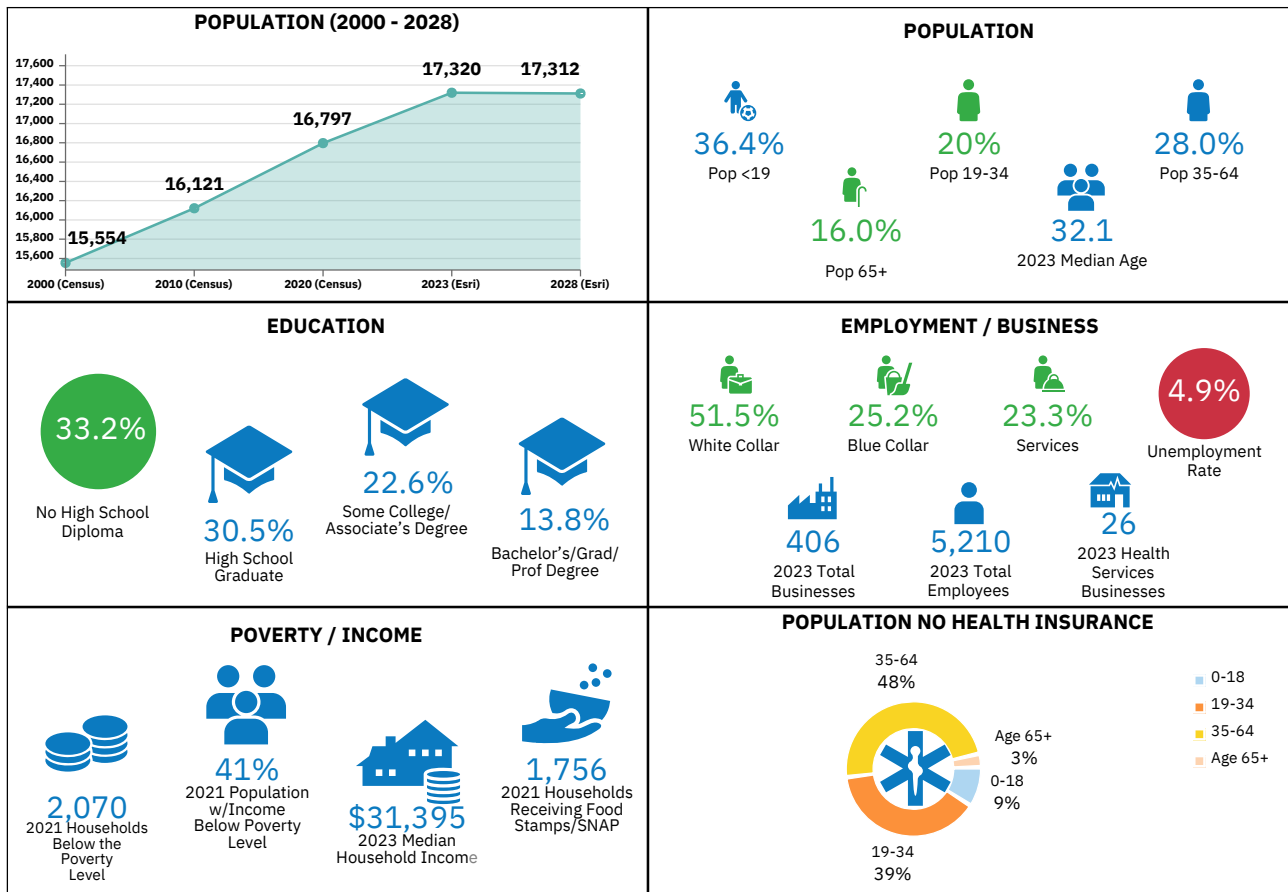 POPULATION (2000 - 2028)
17,600
17,400
17,200
17,000
16,800
16,600
16,400
16,200
16,000
15,800
15,600
15,554
16,121
16,797
17,320
17,312
2000 (Census)
2010 (Census)
2020 (Census)
2023 (Esri)
2028 (Esri)
POPULATION
36.4%
Pop <19
20%
Pop 19-34
28.0%
Pop 35-64
16.0%
Pop 65+
32.1
2023 Median Age
EDUCATION
33.2%
No High School
Diploma
30.5%
High School
Graduate
22.6%
Some College/
Associate's Degree
13.8%
Bachelor's/Grad/
Prof Degree
EMPLOYMENT / BUSINESS
51.5%
White Collar
25.2%
Blue Collar
23.3%
Services
4.9%
Unemployment
Rate
406
2023 Total
Businesses
5,210
2023 Total
Employees
26
2023 Health
Services
Businesses
POVERTY / INCOME
2,070
2021 Households
Below the
Poverty
Level
41%
2021 Population
w/Income
Below Poverty
Level
$31,395
2023 Median
Household Income
1,756
2021 Households
Receiving Food
Stamps/SNAP
POPULATION NO HEALTH INSURANCE
35-64
48%
Age 65+
3%
0-18
9%
19-34
39%
0-18
19-34
35-64
Age 65+